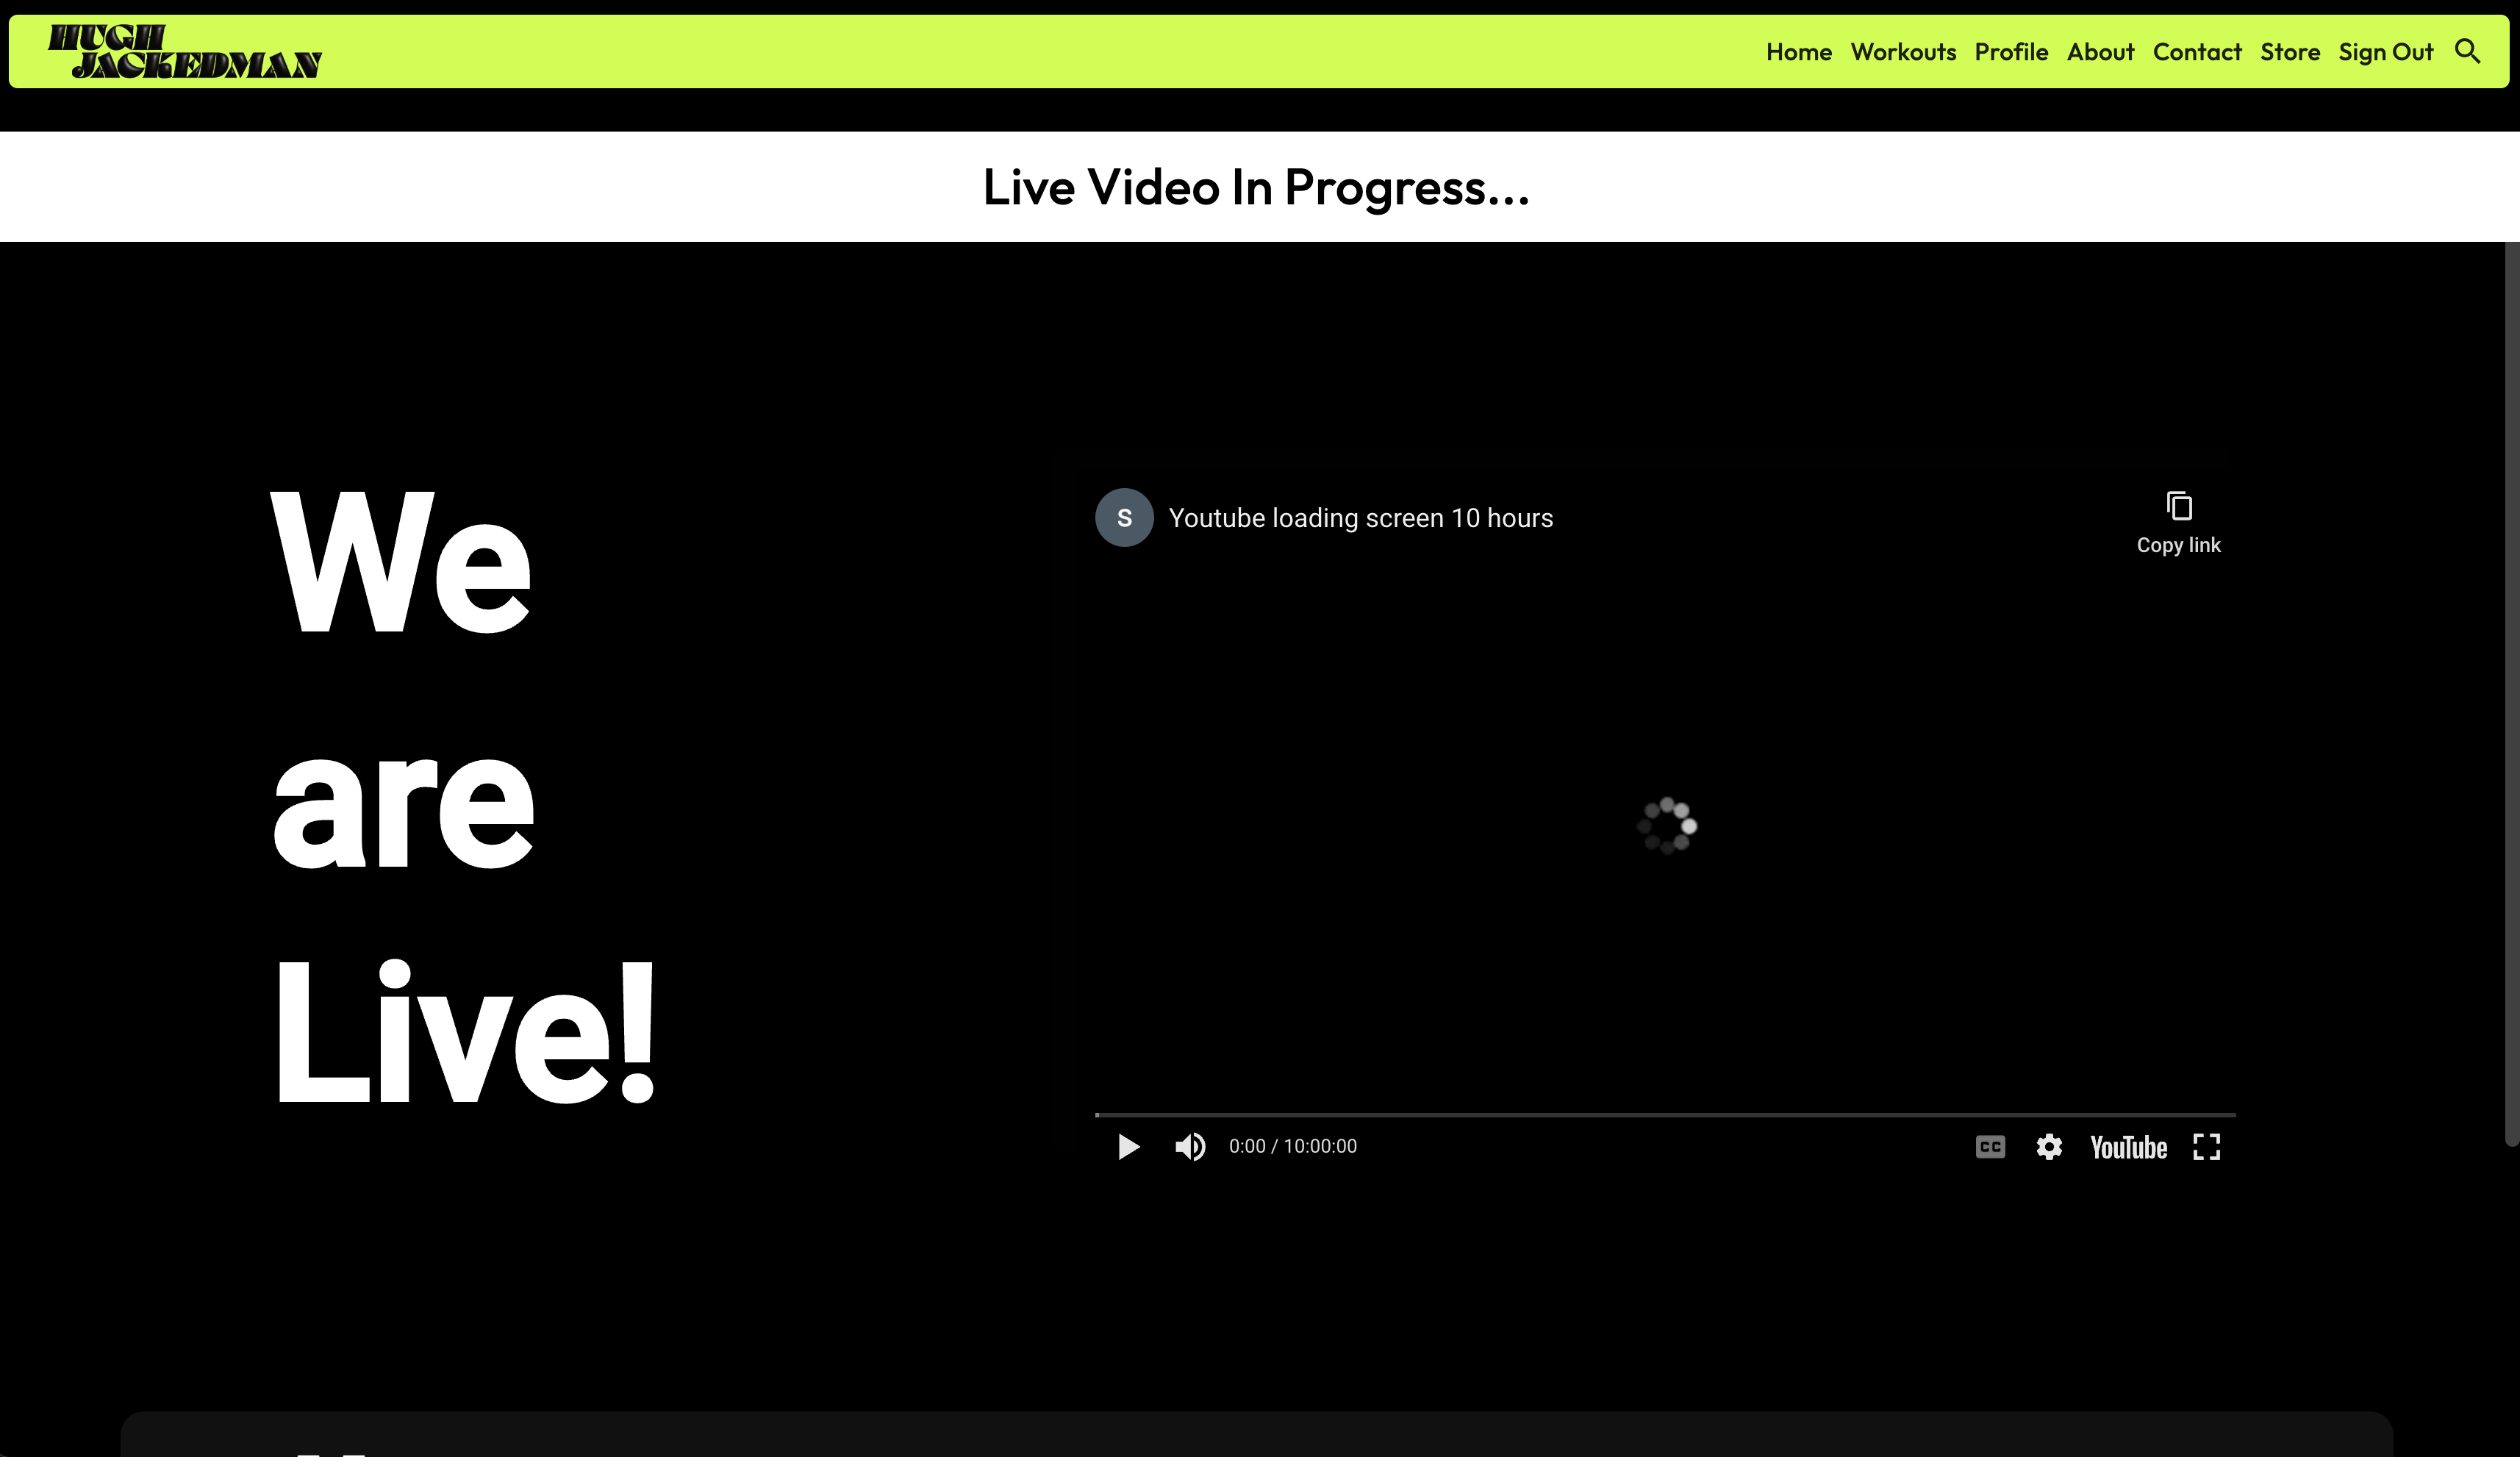 HUGH
JACKEDMAN
Home Workouts Profile About Contact Store Sign Out
Live Video In Progress...
We
are
Live!
S Youtube loading screen 10 hours
Copy link
0:00 / 10:00:00
CC
YouTube